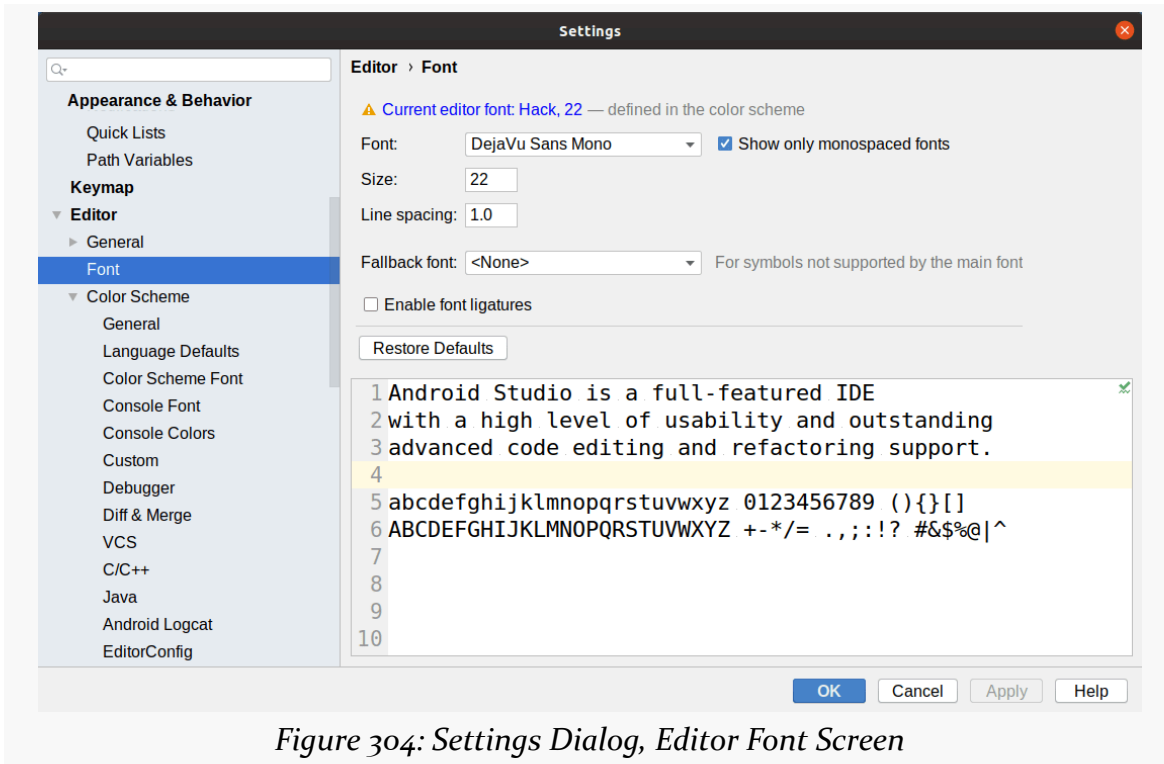 Settings
Appearance & Behavior
Quick Lists
Path Variables
Keymap
Editor
General
Font
Color Scheme
General
Language Defaults
Color Scheme Font
Console Font
Console Colors
Custom
Debugger
Diff & Merge
VCS
C/C++
Java
Android Logcat
EditorConfig
Editor › Font
Current editor font: Hack, 22 — defined in the color scheme
Font: DejaVu Sans Mono Show only monospaced fonts
Size: 22
Line spacing: 1.0
Fallback font: <None> For symbols not supported by the main font
Enable font ligatures
Restore Defaults
1 Android Studio is a full-featured IDE
2 with a high level of usability and outstanding
3 advanced code editing and refactoring support.
4
5 abcdefghijklmnopqrstuvwxyz 0123456789 (){}[]
6 ABCDEFGHIJKLMNOPQRSTUVWXYZ +-*/= .,;:!? #&$%@|^
7
8
9
10
OK Cancel Apply Help
Figure 304: Settings Dialog, Editor Font Screen